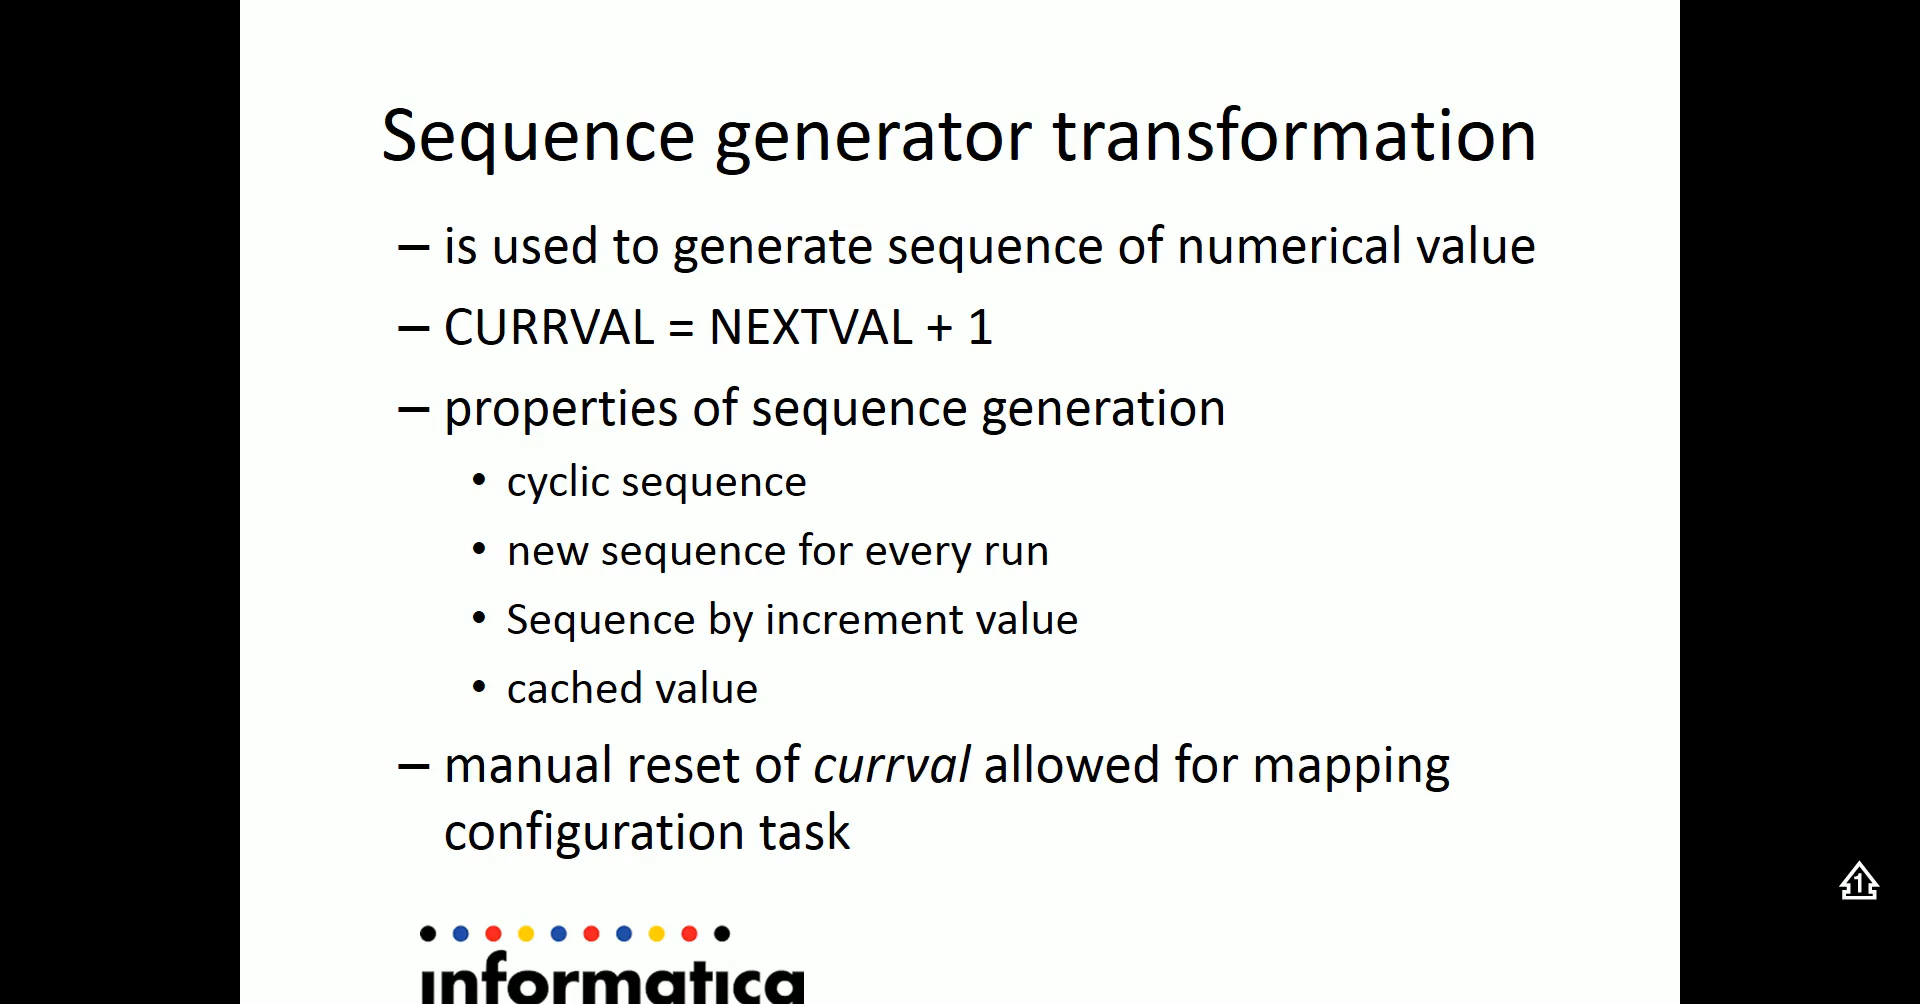 Sequence generator transformation
– is used to generate sequence of numerical value
– CURRVAL = NEXTVAL + 1
– properties of sequence generation
• cyclic sequence
• new sequence for every run
• Sequence by increment value
• cached value
– manual reset of currval allowed for mapping
configuration task
1
informatica